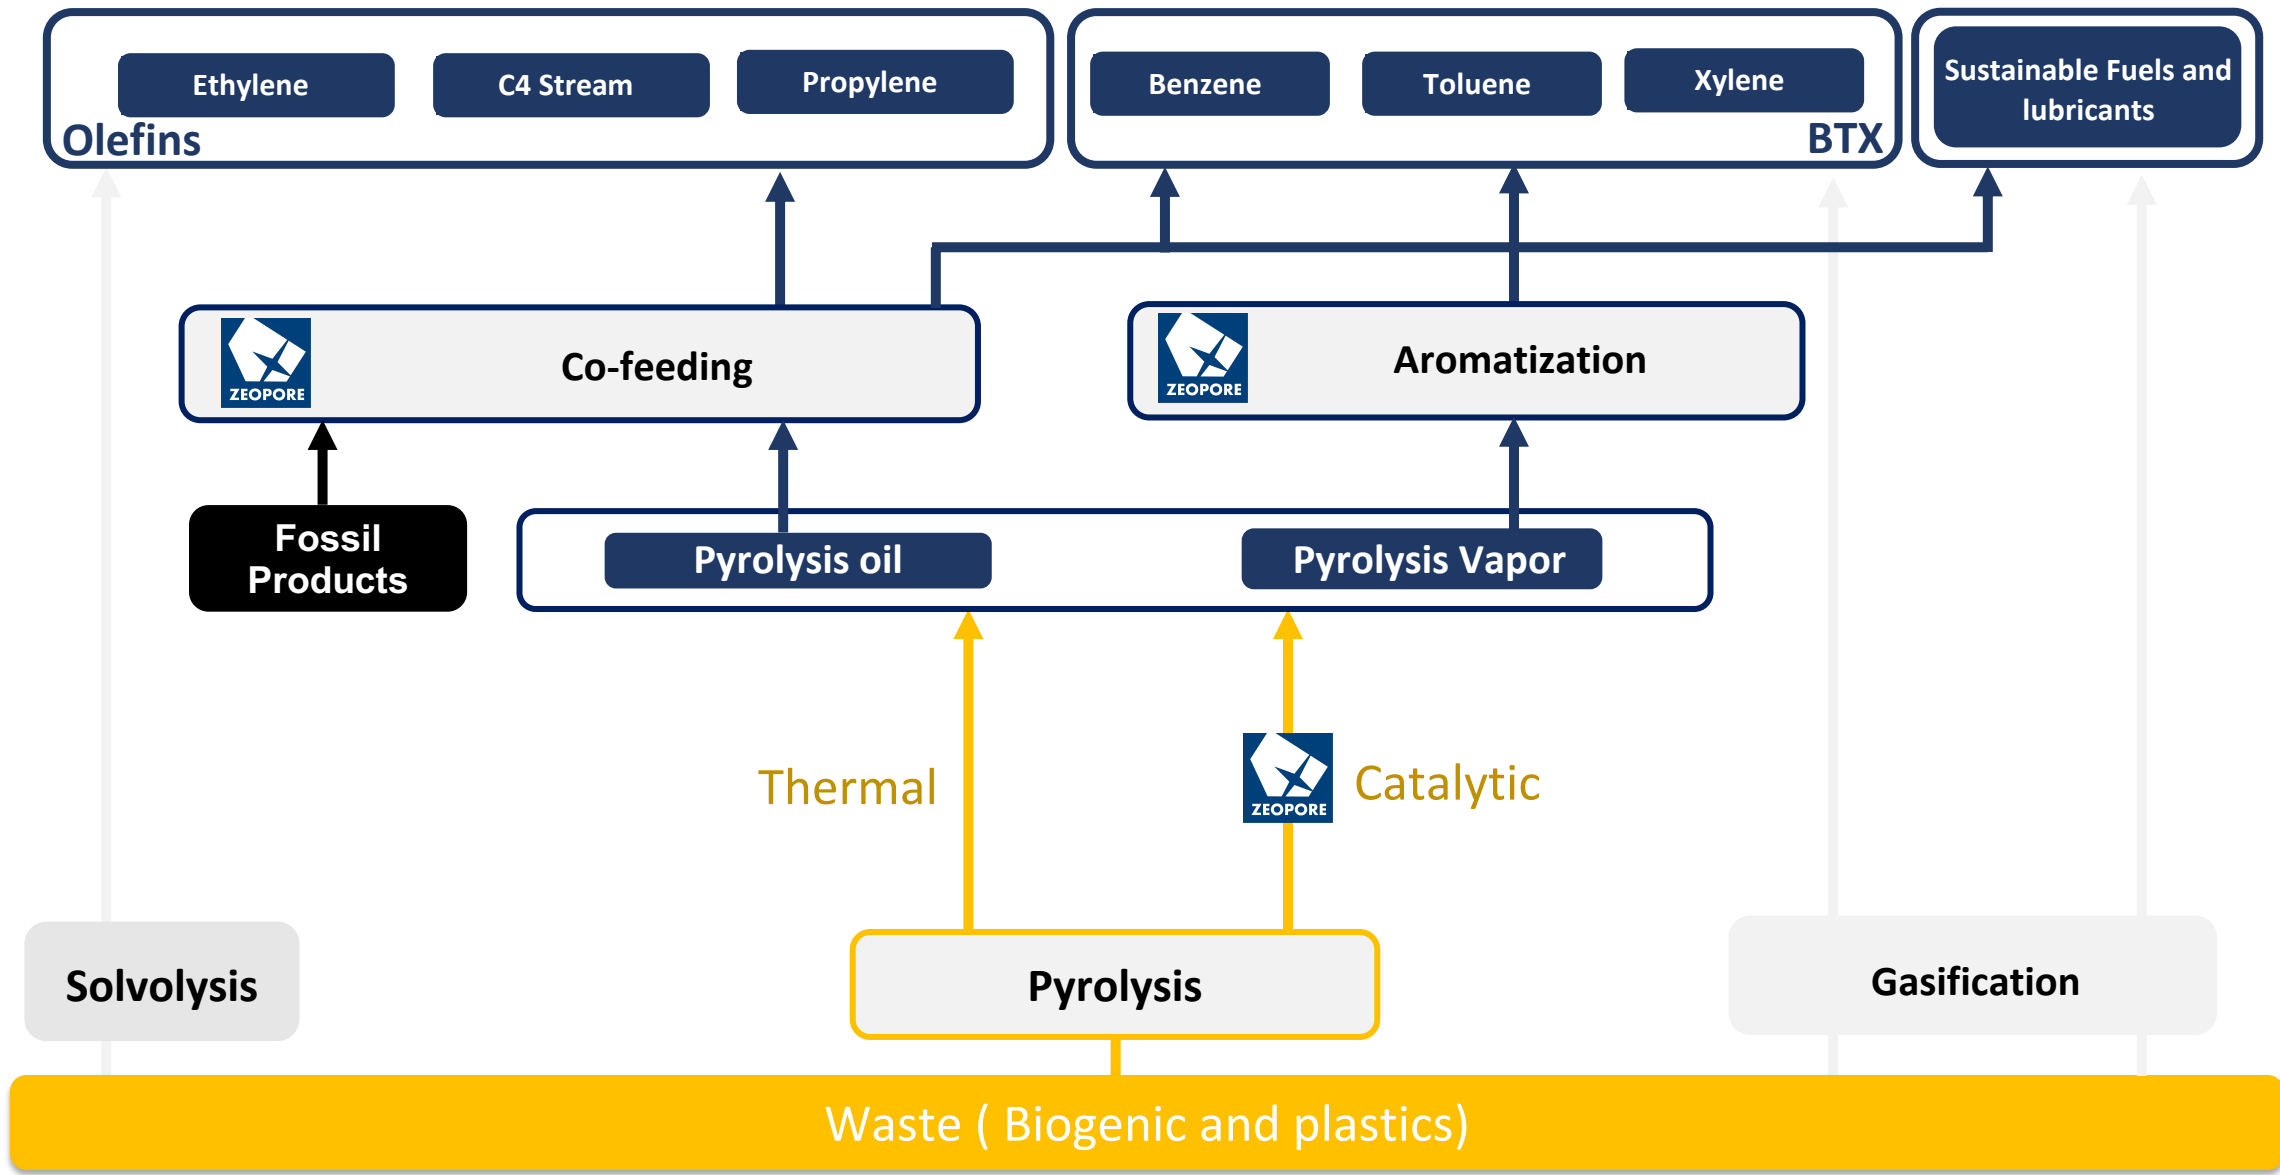 Ethylene
C4 Stream
Propylene
Olefins
Benzene
Toluene
Xylene
BTX
Sustainable Fuels and
lubricants
ZEOPORE
Co-feeding
ZEOPORE
Aromatization
Fossil
Products
Pyrolysis oil
Pyrolysis Vapor
Thermal
ZEOPORE
Catalytic
Solvolysis
Pyrolysis
Gasification
Waste ( Biogenic and plastics)